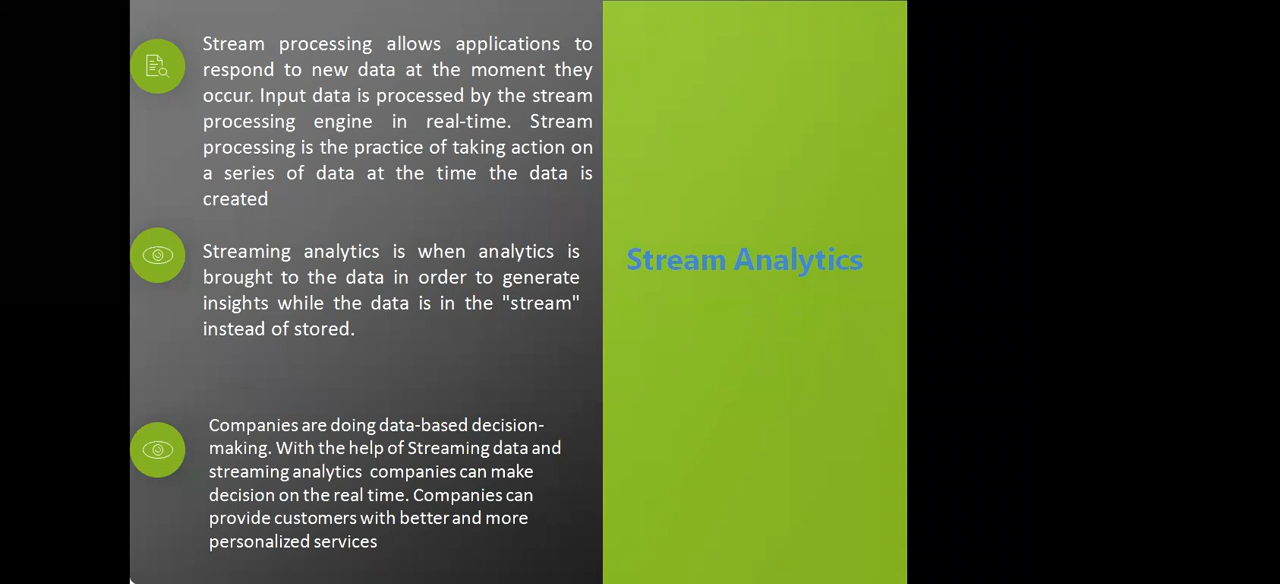 Stream processing allows applications to
respond to new data at the moment they
occur. Input data is processed by the stream
processing engine in real-time. Stream
processing is the practice of taking action on
a series of data at the time the data is
created
Streaming analytics is when analytics is
brought to the data in order to generate
insights while the data is in the "stream"
instead of stored.
Companies are doing data-based decision-
making. With the help of Streaming data and
streaming analytics companies can make
decision on the real time. Companies can
provide customers with better and more
personalized services
Stream Analytics